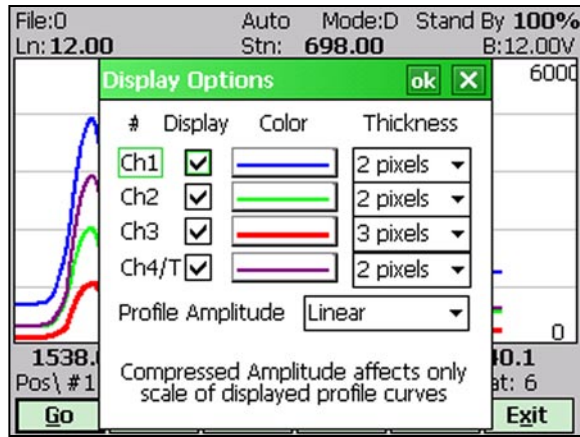 File:0 Auto Mode:D Stand By 100%
Ln: 12.00 Stn: 698.00 B:12.00V
6000
Display Options ok
# Display Color Thickness
Ch1 2 pixels
Ch2 2 pixels
Ch3 3 pixels
Ch4/T 2 pixels
Profile Amplitude Linear
0
Compressed Amplitude affects only
scale of displayed profile curves
Pos\ #1
Go Exit